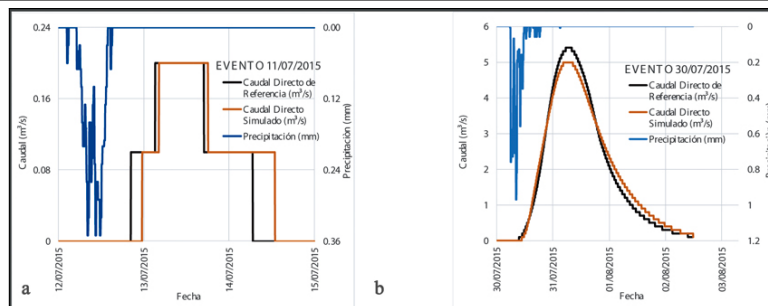 0.24
0.16
0.08
0
Caudal (m³/s)
0.00
0.12
0.24
0.36
Precipitación (mm)
EVENTO 11/07/2015
Caudal Directo de
Referencia (m³/s)
Caudal Directo
Simulado (m³/s)
Precipitación (mm)
12/07/2015
13/07/2015
14/07/2015
15/07/2015
Fecha
a
6
5
4
3
2
1
0
Caudal (m³/s)
0
0.2
0.4
0.6
0.8
1
1.2
EVENTO 30/07/2015
Caudal Directo de
Referencia (m³/s)
Caudal Directo
Simulado (m³/s)
Precipitación (mm)
30/07/2015
31/07/2015
01/08/2015
02/08/2015
03/08/2015
Fecha
b